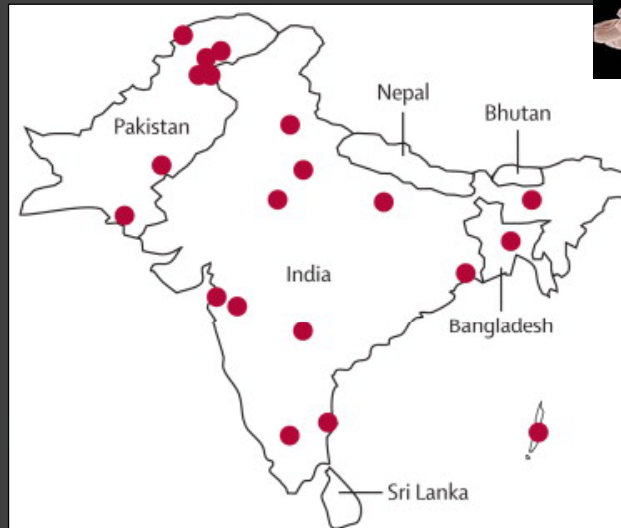 Nepal
Bhutan
Pakistan
India
Bangladesh
Sri Lanka